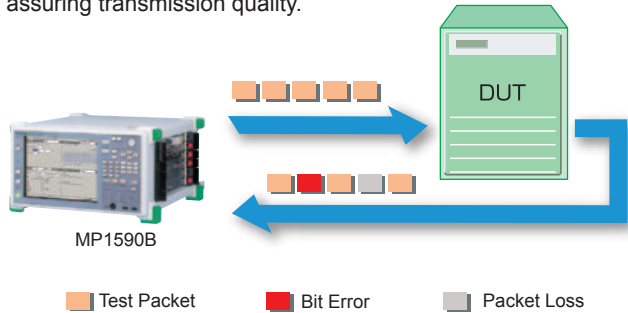 assuring transmission quality.
DUT
MP1590B
Test Packet
Bit Error
Packet Loss